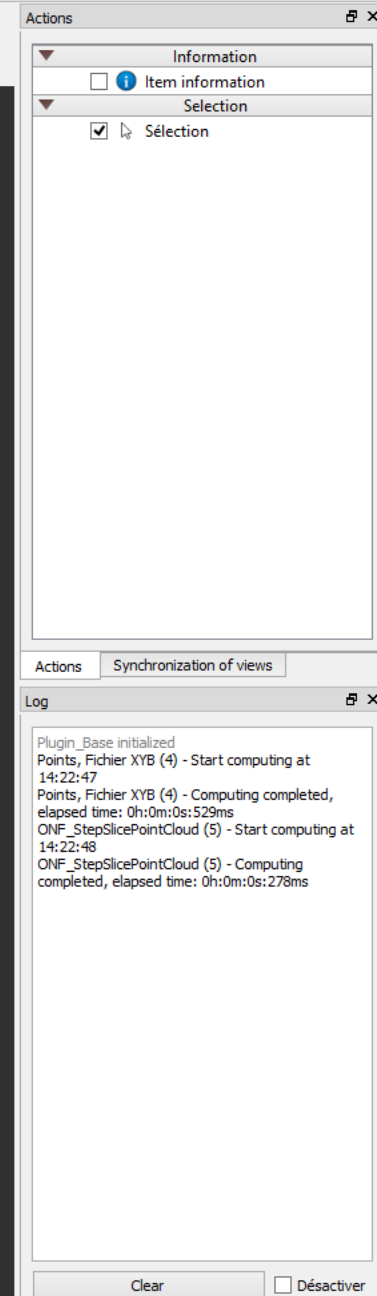 Actions
Information
Item information
Selection
Sélection
Actions
Synchronization of views
Log
Plugin_Base initialized
Points, Fichier XYB (4) - Start computing at
14:22:47
Points, Fichier XYB (4) - Computing completed,
elapsed time: 0h:0m:0s:529ms
ONF_StepSlicePointCloud (5) - Start computing at
14:22:48
ONF_StepSlicePointCloud (5) - Computing
completed, elapsed time: 0h:0m:0s:278ms
Clear
Désactiver